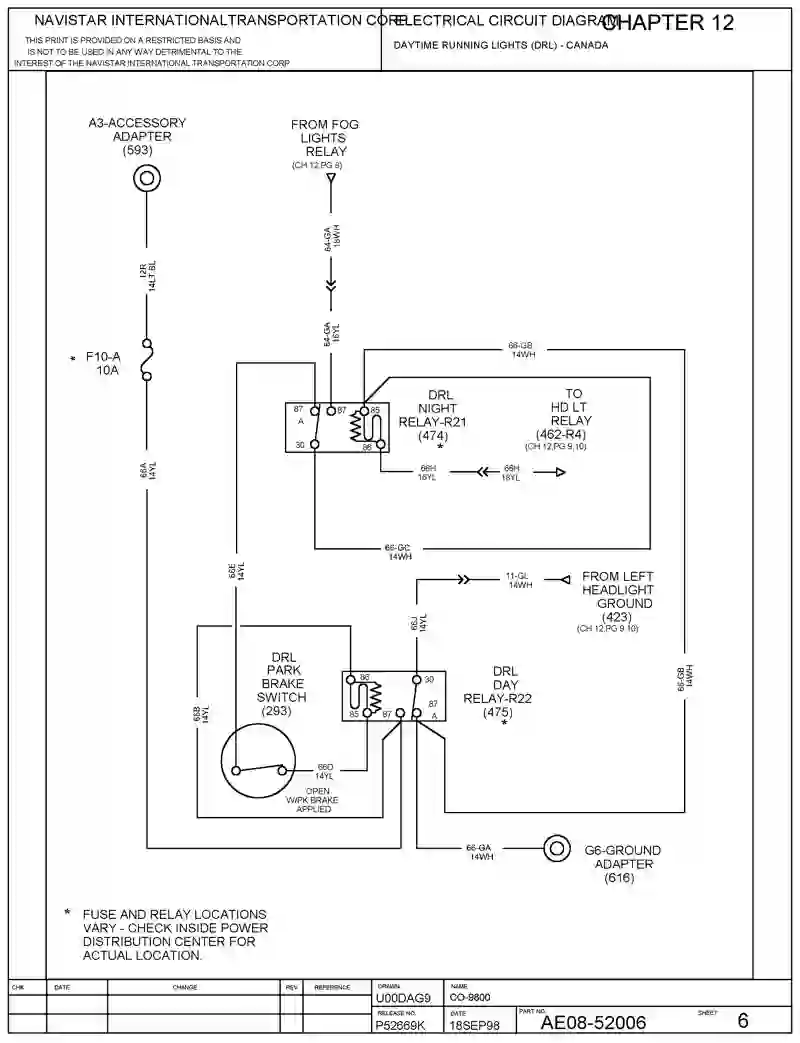 NAVISTAR INTERNATIONALTRANSPORTATION CORP
THIS PRINT IS PROVIDED ON A RESTRICTED BASIS AND
IS NOT TO BE USED IN ANY WAY DETRIMENTAL TO THE
INTEREST OF THE NAVISTAR INTERNATIONAL TRANSPORTATION CORP
ELECTRICAL CIRCUIT DIAGRAM
CHAPTER 12
DAYTIME RUNNING LIGHTS (DRL) - CANADA
A3-ACCESSORY
ADAPTER
(593)
FROM FOG
LIGHTS
RELAY
(CH 12,PG 8)
64-GA
16WH
12R
14LT.BL
64-GA
16YL
* F10-A
10A
66-GB
14WH
87
A
87
85
30
86
DRL
NIGHT
RELAY-R21
(474)
*
TO
HD LT
RELAY
(462-R4)
(CH 12,PG 9,10)
66A
14YL
66H
16YL
66H
16YL
66-GC
14WH
66E
14YL
11-GL
14WH
FROM LEFT
HEADLIGHT
GROUND
(423)
(CH 12,PG 9,10)
66J
14YL
DRL
PARK
BRAKE
SWITCH
(293)
86
30
85
87
87
A
DRL
DAY
RELAY-R22
(475)
*
66-GB
14WH
66B
14YL
66D
14YL
OPEN
W/PK BRAKE
APPLIED
66-GA
14WH
G6-GROUND
ADAPTER
(616)
* FUSE AND RELAY LOCATIONS
VARY - CHECK INSIDE POWER
DISTRIBUTION CENTER FOR
ACTUAL LOCATION.
CHK DATE CHANGE REV REFERENCE
DRAWN
U00DAG9
NAME
CO-9800
RELEASE NO.
P52669K
DATE
18SEP98
PART NO.
AE08-52006
SHEET
6